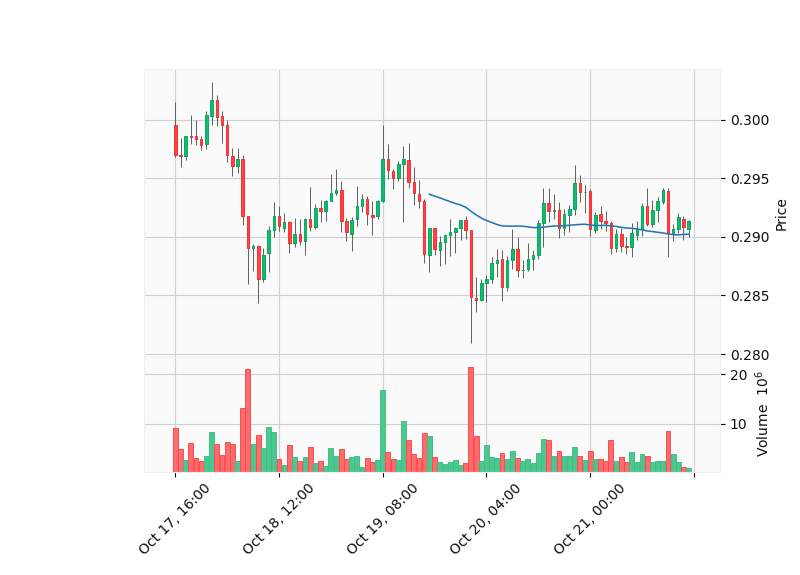 0.300
0.295
0.290
0.285
0.280
Price
20
10
Volume 10^6
Oct 17, 16:00
Oct 18, 12:00
Oct 19, 08:00
Oct 20, 04:00
Oct 21, 00:00